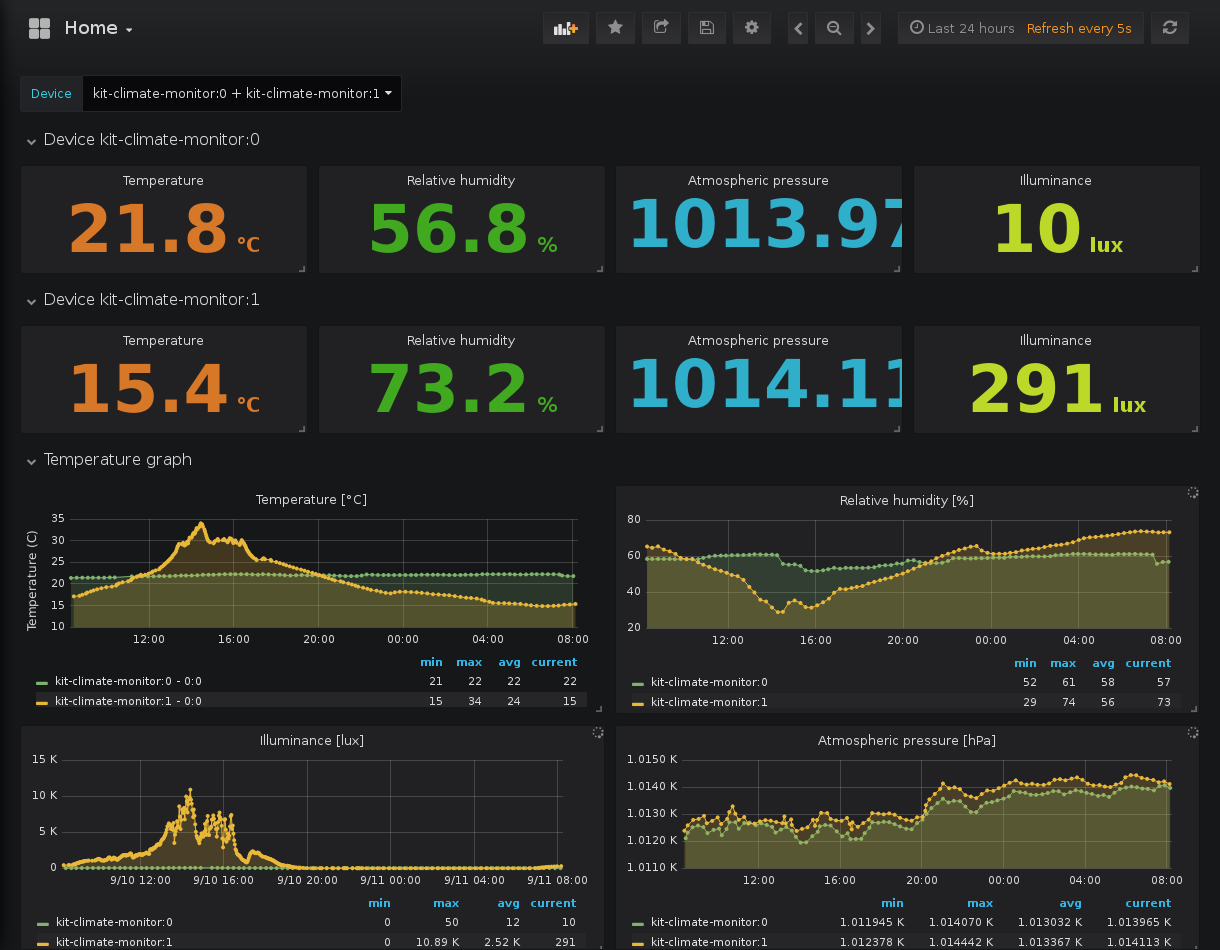 Home
Last 24 hours Refresh every 5s
Device kit-climate-monitor:0 + kit-climate-monitor:1
Device kit-climate-monitor:0
Temperature Relative humidity Atmospheric pressure Illuminance
21.8 °C 56.8 % 1013.97 10 lux
Device kit-climate-monitor:1
Temperature Relative humidity Atmospheric pressure Illuminance
15.4 °C 73.2 % 1014.11 291 lux
Temperature graph
Temperature [°C]
Temperature (C)
35
30
25
20
15
10
12:00 16:00 20:00 00:00 04:00 08:00
min max avg current
kit-climate-monitor:0 - 0:0 21 22 22 22
kit-climate-monitor:1 - 0:0 15 34 24 15
Relative humidity [%]
80
60
40
20
12:00 16:00 20:00 00:00 04:00 08:00
min max avg current
kit-climate-monitor:0 52 61 58 57
kit-climate-monitor:1 29 74 56 73
Illuminance [lux]
15 K
10 K
5 K
0
9/10 12:00 9/10 16:00 9/10 20:00 9/11 00:00 9/11 04:00 9/11 08:00
min max avg current
kit-climate-monitor:0 0 50 12 10
kit-climate-monitor:1 0 10.89 K 2.52 K 291
Atmospheric pressure [hPa]
1.0150 K
1.0140 K
1.0130 K
1.0120 K
1.0110 K
12:00 16:00 20:00 00:00 04:00 08:00
min max avg current
kit-climate-monitor:0 1.011945 K 1.014070 K 1.013032 K 1.013965 K
kit-climate-monitor:1 1.012378 K 1.014442 K 1.013367 K 1.014113 K